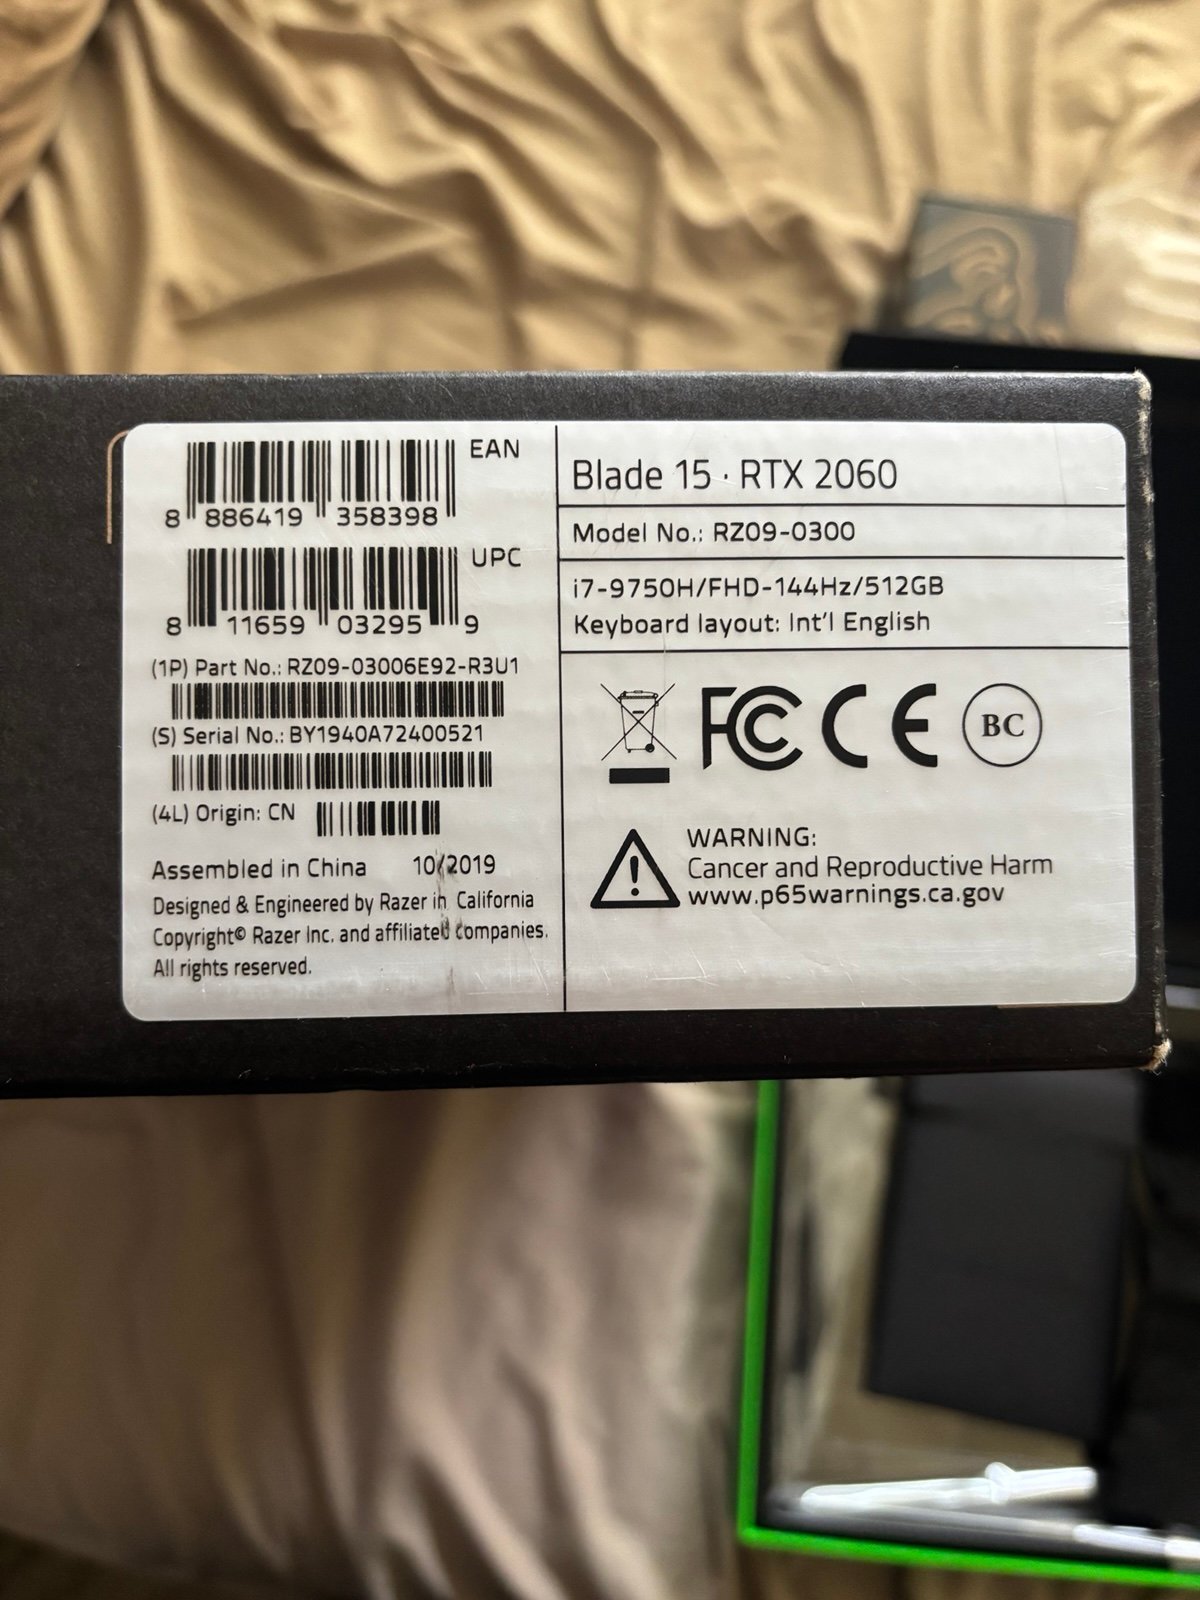 EAN
8 886419 358398
UPC
8 11659 03295 9
(1P) Part No.: RZ09-03006E92-R3U1
(S) Serial No.: BY1940A72400521
(4L) Origin: CN
Assembled in China 10/2019
Designed & Engineered by Razer in California
Copyright© Razer Inc. and affiliated companies.
All rights reserved.
Blade 15 · RTX 2060
Model No.: RZ09-0300
i7-9750H/FHD-144Hz/512GB
Keyboard layout: Int'l English
FC CE BC
WARNING:
Cancer and Reproductive Harm
www.p65warnings.ca.gov